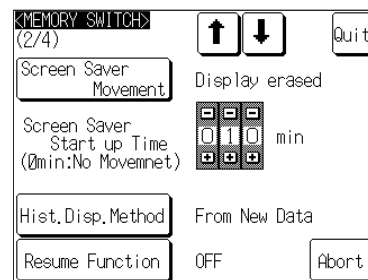 <MEMORY SWITCH>
(2/4)
Quit
Screen Saver
Movement
Display erased
Screen Saver
Start up Time
(0min:No Movemnet)
010 min
Hist.Disp.Method
From New Data
Resume Function
OFF
Abort